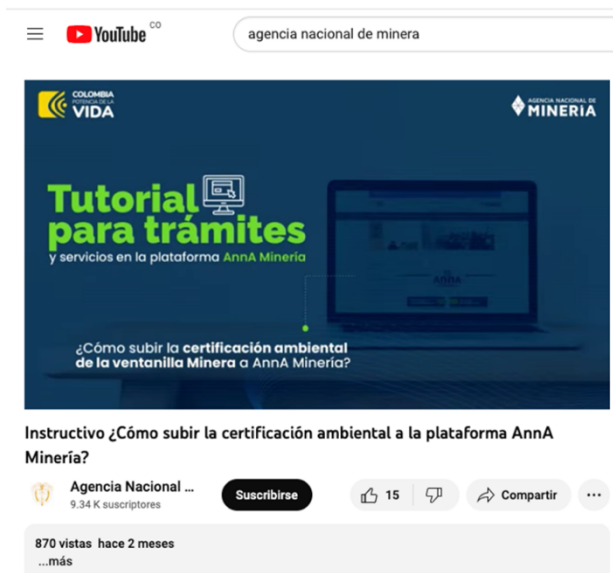 YouTube CO
agencia nacional de minera
COLOMBIA
POTENCIA DE LA
VIDA
AGENCIA NACIONAL DE
MINERÍA
Tutorial
para trámites
y servicios en la plataforma AnnA Minería
ANNA
¿Cómo subir la certificación ambiental
de la ventanilla Minera a AnnA Minería?
Instructivo ¿Cómo subir la certificación ambiental a la plataforma AnnA
Minería?
Agencia Nacional ...
9.34 K suscriptores
Suscribirse
15
Compartir
...
870 vistas hace 2 meses
...más